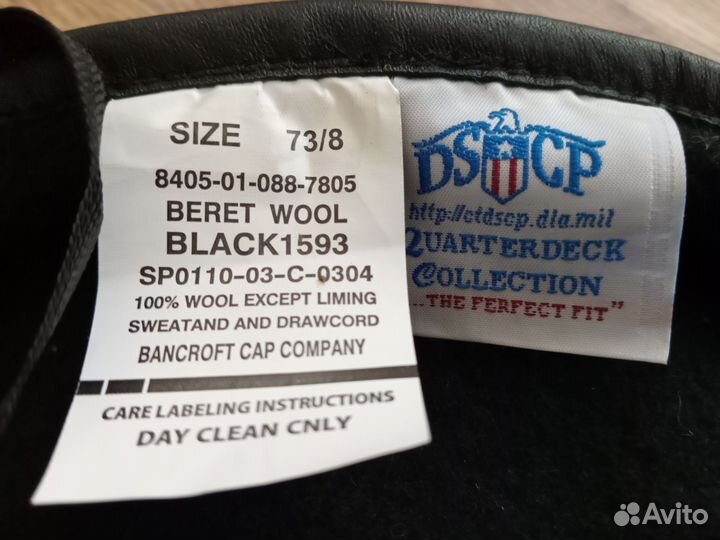 SIZE 73/8
8405-01-088-7805
BERET WOOL
BLACK1593
SP0110-03-C-0304
100% WOOL EXCEPT LIMING
SWEATAND AND DRAWCORD
BANCROFT CAP COMPANY
CARE LABELING INSTRUCTIONS
DAY CLEAN CNLY
DSCP
http://ctdscp.dla.mil
QUARTERDECK
COLLECTION
...THE PERFECT FIT"
Avito